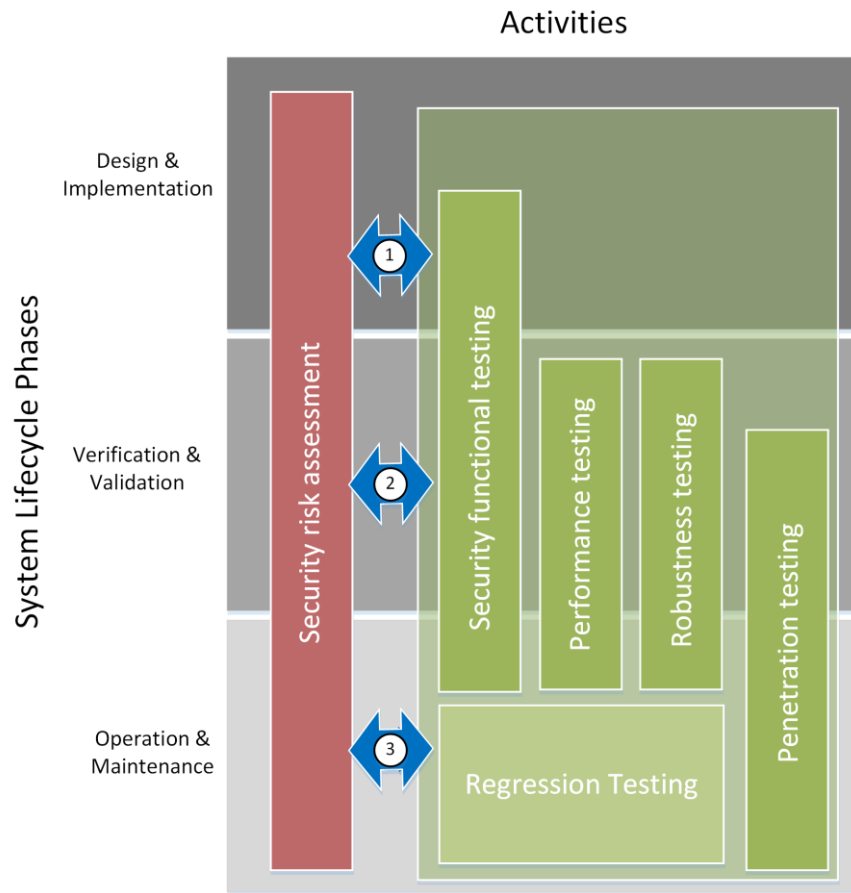 Activities
System Lifecycle Phases
Design &
Implementation
Verification &
Validation
Operation &
Maintenance
Security risk assessment
1
2
3
Security functional testing
Performance testing
Robustness testing
Penetration testing
Regression Testing